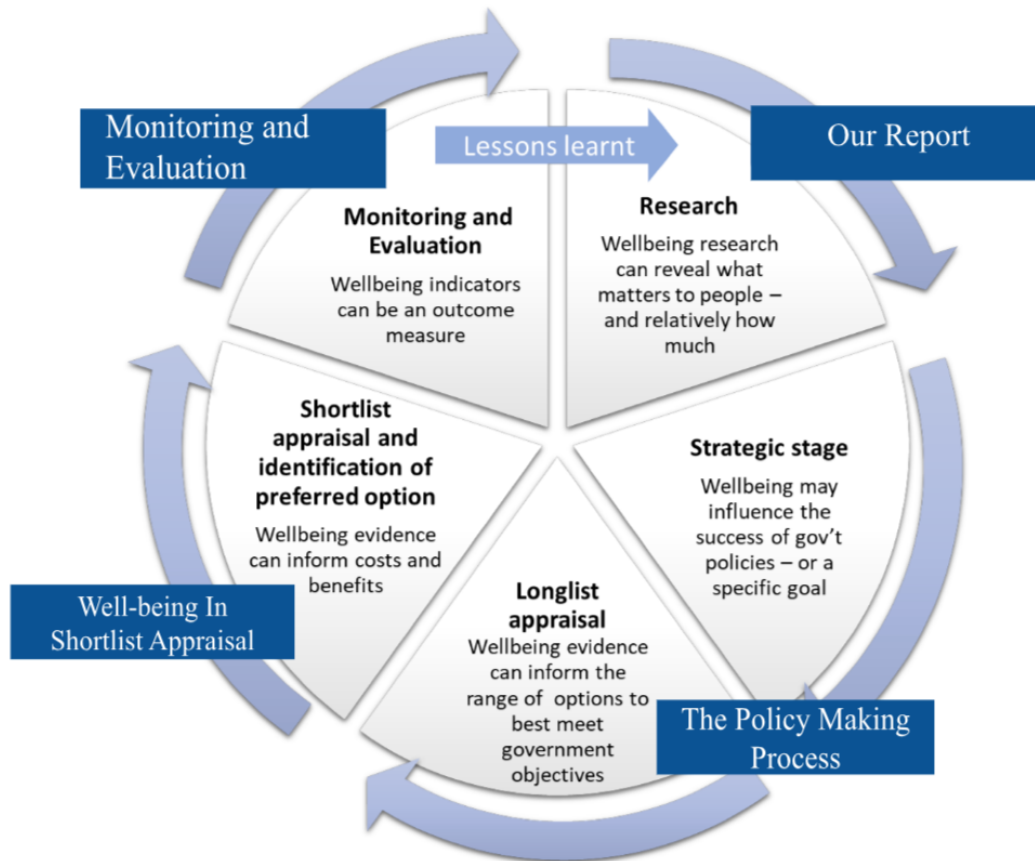 Monitoring and
Evaluation
Lessons learnt
Our Report
Monitoring and
Evaluation
Wellbeing indicators
can be an outcome
measure
Research
Wellbeing research
can reveal what
matters to people –
and relatively how
much
Shortlist
appraisal and
identification of
preferred option
Wellbeing evidence
can inform costs and
benefits
Strategic stage
Wellbeing may
influence the
success of gov't
policies – or a
specific goal
Well-being In
Shortlist Appraisal
Longlist
appraisal
Wellbeing evidence
can inform the
range of options to
best meet
government
objectives
The Policy Making
Process